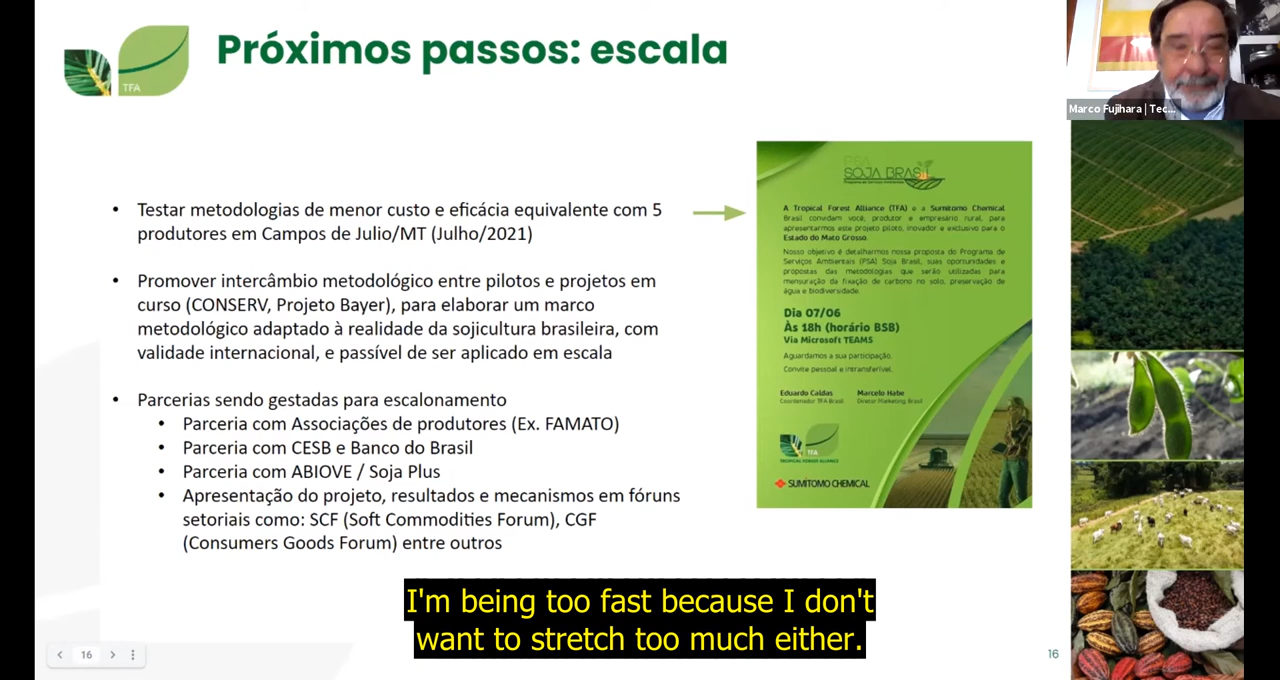 Próximos passos: escala
TFA
Marco Fujihara | Tec...
• Testar metodologias de menor custo e eficácia equivalente com 5
produtores em Campos de Julio/MT (Julho/2021)
• Promover intercâmbio metodológico entre pilotos e projetos em
curso (CONSERV, Projeto Bayer), para elaborar um marco
metodológico adaptado à realidade da sojicultura brasileira, com
validade internacional, e passível de ser aplicado em escala
• Parcerias sendo gestadas para escalonamento
• Parceria com Associações de produtores (Ex. FAMATO)
• Parceria com CESB e Banco do Brasil
• Parceria com ABIOVE / Soja Plus
• Apresentação do projeto, resultados e mecanismos em fóruns
setoriais como: SCF (Soft Commodities Forum), CGF
(Consumers Goods Forum) entre outros
PSA
SOJA BRASIL
Programa de Serviços Ambientais
A Tropical Forest Alliance (TFA) e a Sumitomo Chemical
Brasil convidam você, produtor e empresário rural, para
apresentarmos este projeto piloto, inovador e exclusivo para o
Estado do Mato Grosso.
Nosso objetivo é detalharmos nossa proposta do Programa de
Serviços Ambientais (PSA) Soja Brasil, suas oportunidades e
propostas das metodologias que serão utilizadas para
mensuração da fixação de carbono no solo, preservação de
água e biodiversidade.
Dia 07/06
Às 18h (horário BSB)
Via Microsoft TEAMS
Aguardamos a sua participação.
Convite pessoal e intransferível.
Eduardo Caldas
Coordenador TFA Brasil
Marcelo Habe
Diretor Marketing Brasil
TFA
TROPICAL FOREST ALLIANCE
SUMITOMO CHEMICAL
I'm being too fast because I don't
want to stretch too much either.
16
16